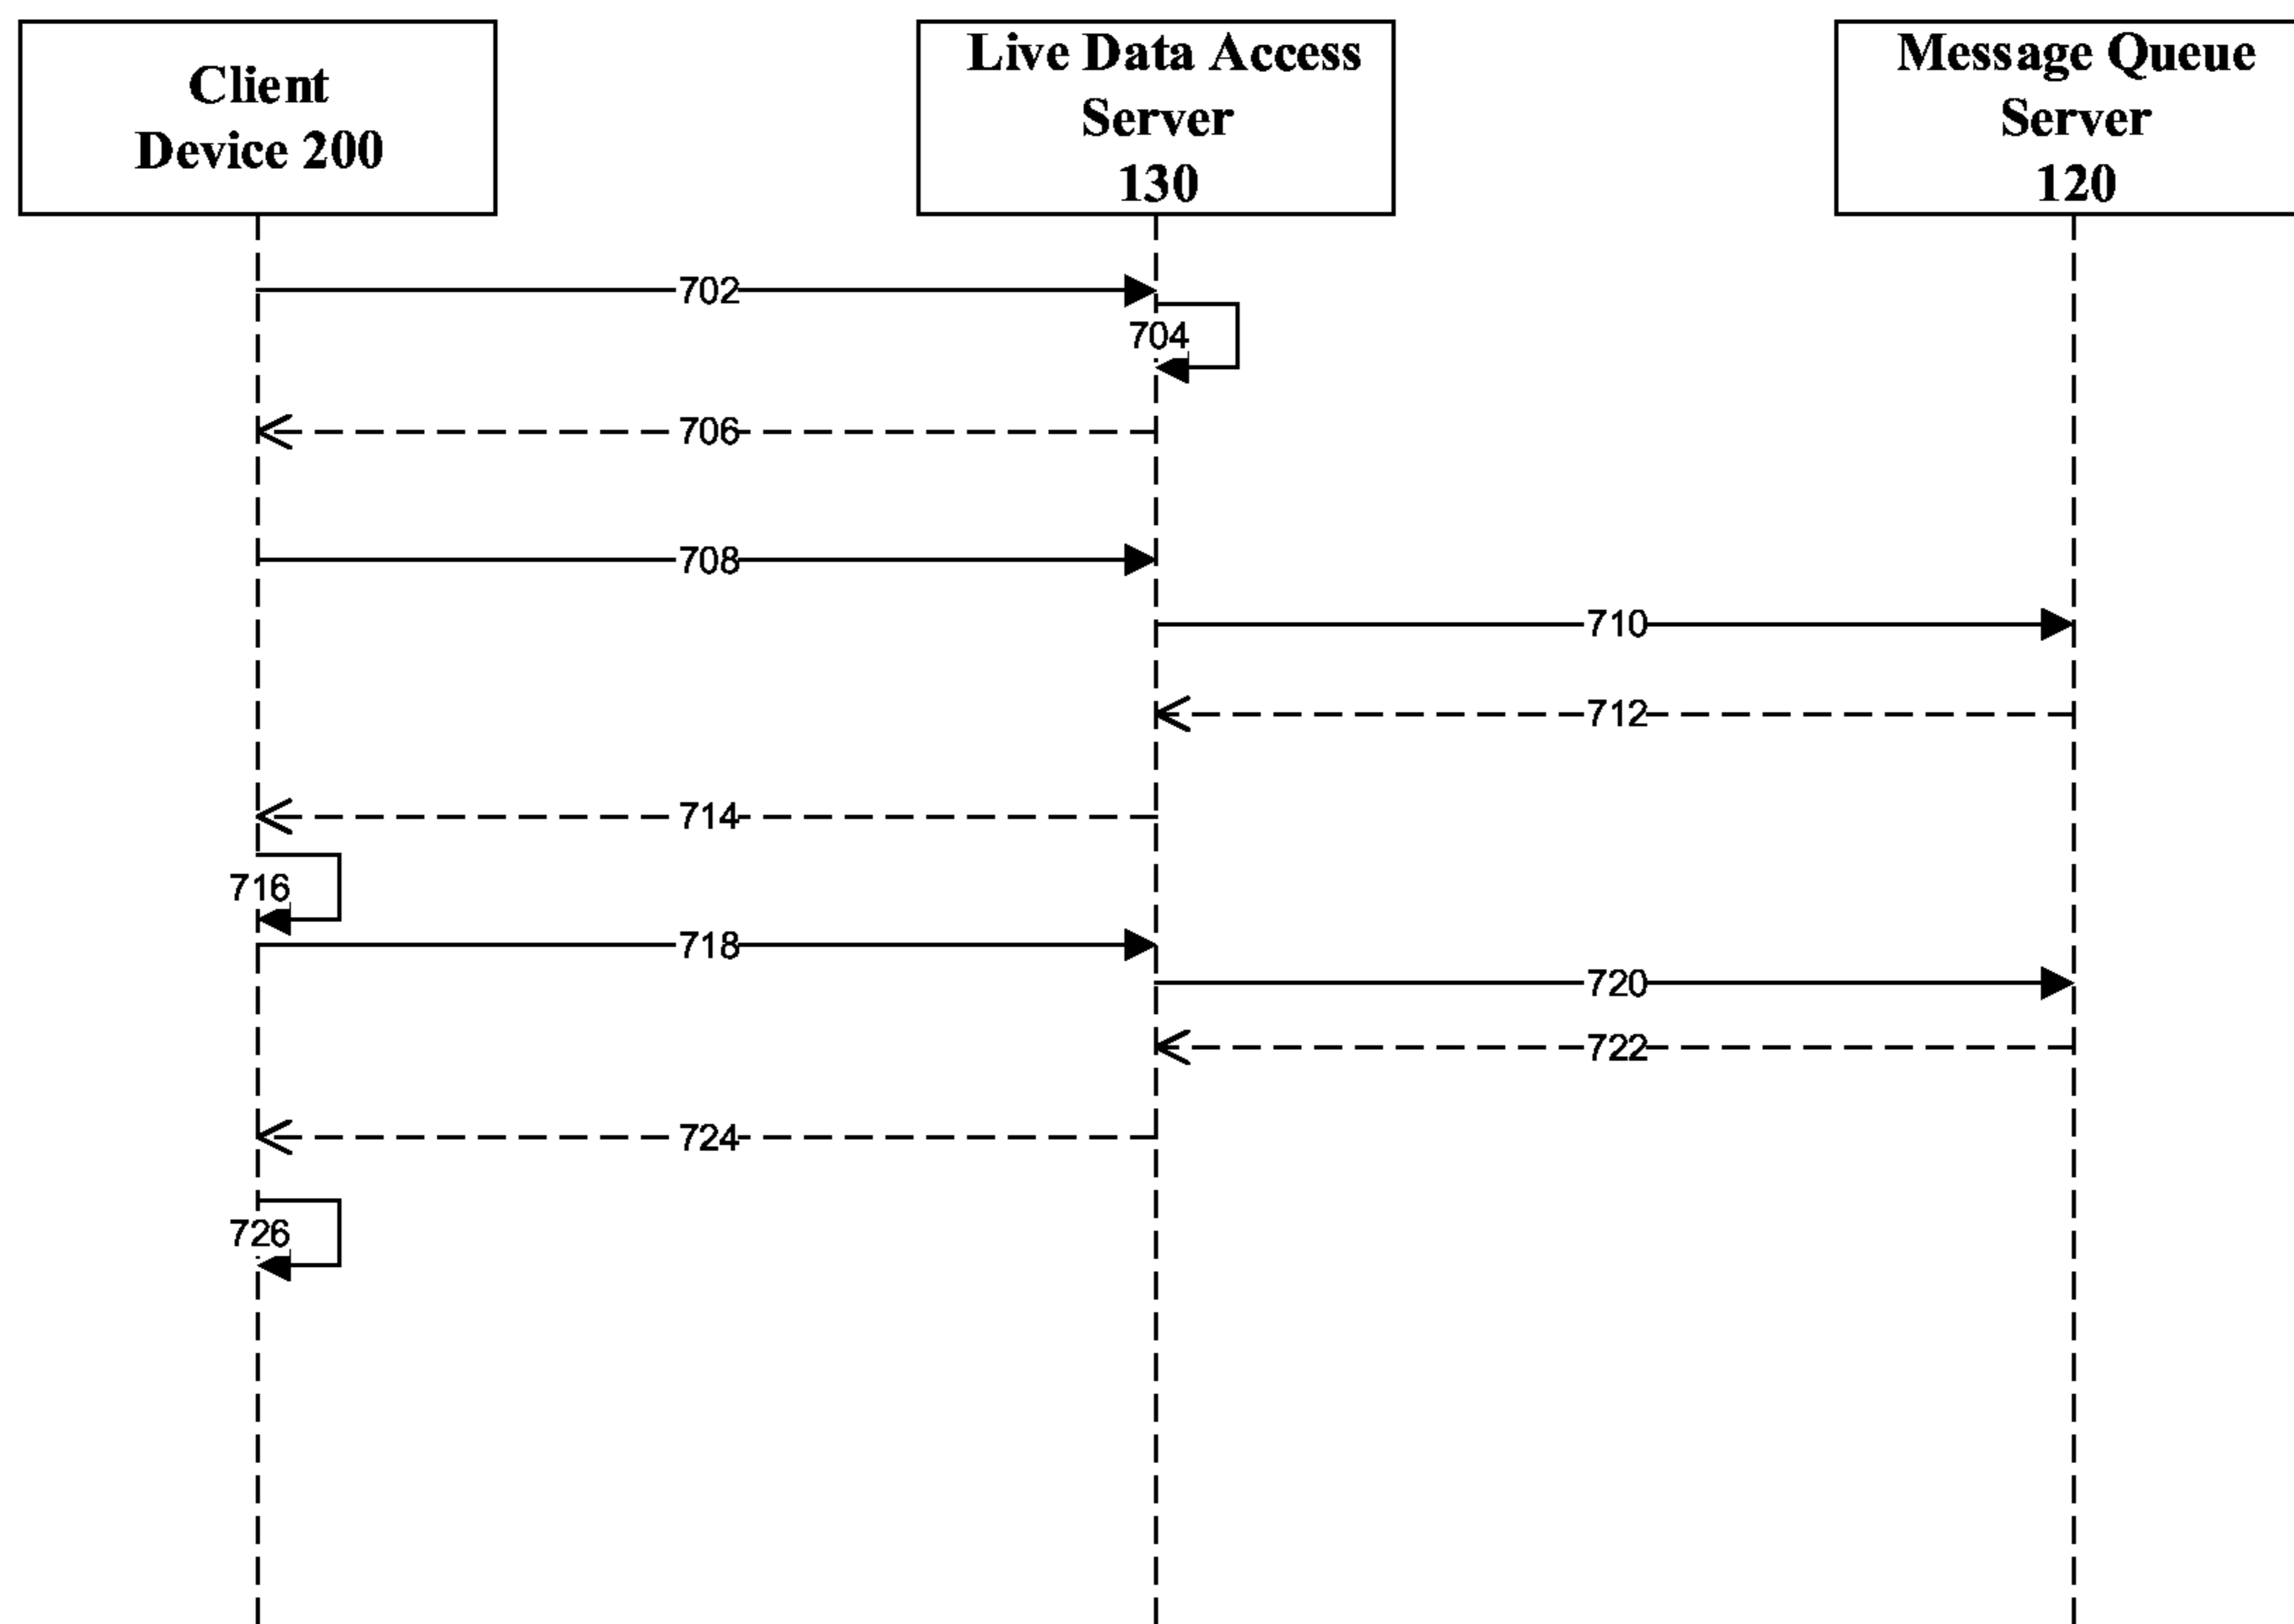 Client
Device 200
Live Data Access
Server
130
Message Queue
Server
120
702
704
706
708
710
712
714
716
718
720
722
724
726